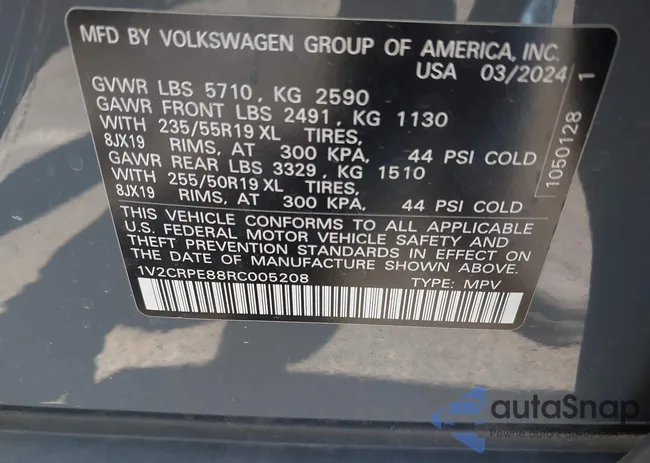 MFD BY VOLKSWAGEN GROUP OF AMERICA, INC.
USA 03/2024
GVWR LBS 5710, KG 2590
GAWR FRONT LBS 2491, KG 1130
WITH 235/55R19 XL TIRES,
8JX19 RIMS, AT 300 KPA, 44 PSI COLD
GAWR REAR LBS 3329, KG 1510
WITH 255/50R19 XL TIRES,
8JX19 RIMS, AT 300 KPA, 44 PSI COLD
THIS VEHICLE CONFORMS TO ALL APPLICABLE
U.S. FEDERAL MOTOR VEHICLE SAFETY AND
THEFT PREVENTION STANDARDS IN EFFECT ON
THE DATE OF MANUFACTURE SHOWN ABOVE.
1V2CRPE88RC005208 TYPE: MPV
1050128 1
autaSnap